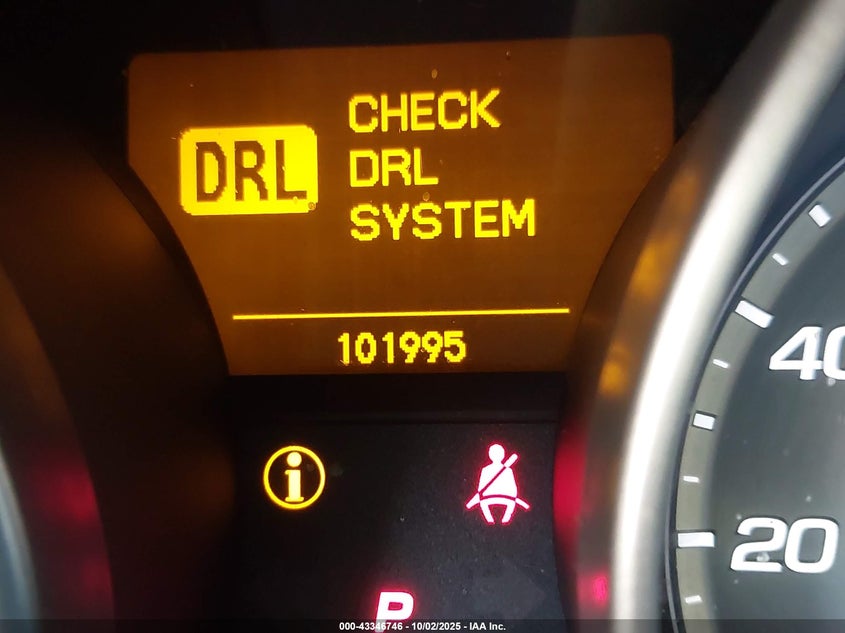 DRL
CHECK
DRL
SYSTEM
101995
i
P
40
20
000-43346746 - 10/02/2025 - IAA Inc.